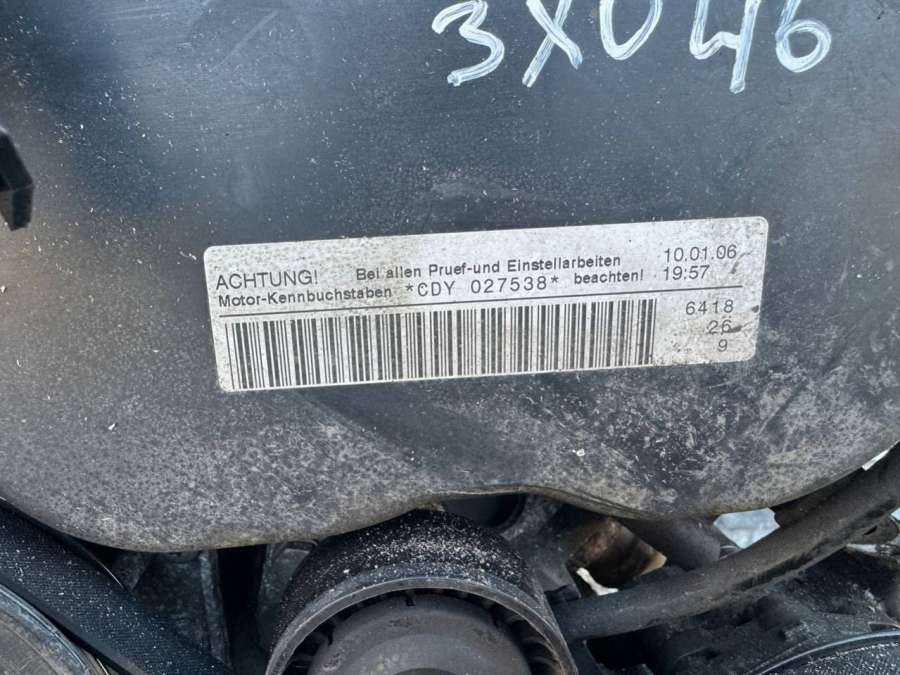 3X046
ACHTUNG! Bei allen Pruef-und Einstellarbeiten 10.01.06
Motor-Kennbuchstaben *CDY 027538* beachten! 19:57
6418
26
9